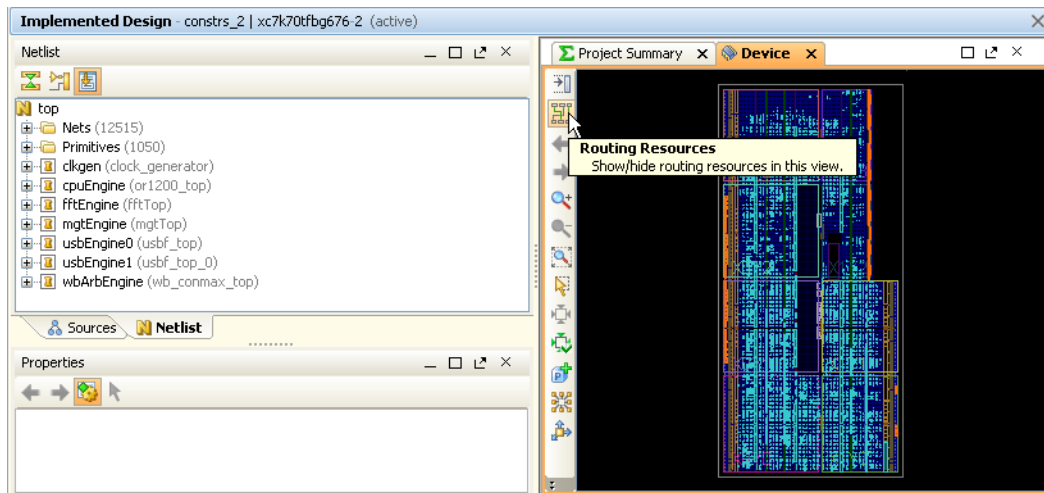 Implemented Design - constrs_2 | xc7k70tfbg676-2 (active)
Netlist
top
Nets (12515)
Primitives (1050)
clkgen (clock_generator)
cpuEngine (or1200_top)
fftEngine (fftTop)
mgtEngine (mgtTop)
usbEngine0 (usbf_top)
usbEngine1 (usbf_top_0)
wbArbEngine (wb_conmax_top)
Sources Netlist
Properties
Project Summary Device
Routing Resources
Show/hide routing resources in this view.